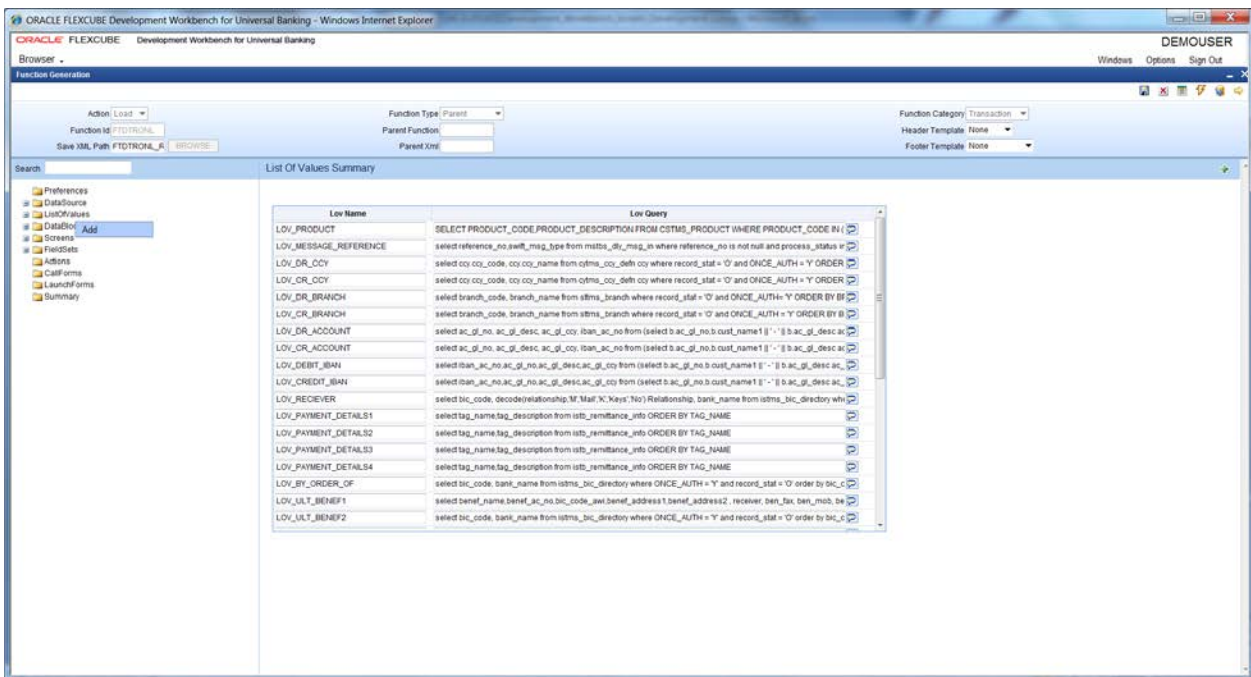 ORACLE FLEXCUBE Development Workbench for Universal Banking - Windows Internet Explorer
ORACLE FLEXCUBE Development Workbench for Universal Banking
DEMOUSER
Browser
Windows Options Sign Out
Function Generation
Action Load Function Type Parent Function Category Transaction
Function Id FTDTRONL Parent Function Header Template None
Save XML Path FTDTRONL_R BROWSE Parent Xml Footer Template None
Search List Of Values Summary
Preferences
DataSource
ListOfValues
DataBlo
Add
Screens
FieldSets
Actions
CallForms
LaunchForms
Summary
Lov Name Lov Query
LOV_PRODUCT SELECT PRODUCT_CODE,PRODUCT_DESCRIPTION FROM CSTMS_PRODUCT WHERE PRODUCT_CODE IN (
LOV_MESSAGE_REFERENCE select reference_no,swift_msg_type from mstbs_dly_msg_in where reference_no is not null and process_status in
LOV_DR_CCY select ccy.ccy_code, ccy.ccy_name from cytms_ccy_defn ccy where record_stat = 'O' and ONCE_AUTH = 'Y' ORDER
LOV_CR_CCY select ccy.ccy_code, ccy.ccy_name from cytms_ccy_defn ccy where record_stat = 'O' and ONCE_AUTH = 'Y' ORDER
LOV_DR_BRANCH select branch_code, branch_name from sttms_branch where record_stat = 'O' and ONCE_AUTH= 'Y' ORDER BY BR
LOV_CR_BRANCH select branch_code, branch_name from sttms_branch where record_stat = 'O' and ONCE_AUTH = 'Y' ORDER BY B
LOV_DR_ACCOUNT select ac_gl_no, ac_gl_desc, ac_gl_ccy, iban_ac_no from (select b.ac_gl_no,b.cust_name1 || ' - ' || b.ac_gl_desc ac
LOV_CR_ACCOUNT select ac_gl_no, ac_gl_desc, ac_gl_ccy, iban_ac_no from (select b.ac_gl_no,b.cust_name1 || ' - ' || b.ac_gl_desc ac
LOV_DEBIT_IBAN select iban_ac_no,ac_gl_no,ac_gl_desc,ac_gl_ccy from (select b.ac_gl_no,b.cust_name1 || ' - ' || b.ac_gl_desc ac_
LOV_CREDIT_IBAN select iban_ac_no,ac_gl_no,ac_gl_desc,ac_gl_ccy from (select b.ac_gl_no,b.cust_name1 || ' - ' || b.ac_gl_desc ac_
LOV_RECIEVER select bic_code, decode(relationship,'M','Mail','K','Keys','No') Relationship, bank_name from istms_bic_directory whe
LOV_PAYMENT_DETAILS1 select tag_name,tag_description from istb_remittance_info ORDER BY TAG_NAME
LOV_PAYMENT_DETAILS2 select tag_name,tag_description from istb_remittance_info ORDER BY TAG_NAME
LOV_PAYMENT_DETAILS3 select tag_name,tag_description from istb_remittance_info ORDER BY TAG_NAME
LOV_PAYMENT_DETAILS4 select tag_name,tag_description from istb_remittance_info ORDER BY TAG_NAME
LOV_BY_ORDER_OF select bic_code, bank_name from istms_bic_directory where ONCE_AUTH = 'Y' and record_stat = 'O' order by bic_c
LOV_ULT_BENEF1 select benef_name,benef_ac_no,bic_code_awi,benef_address1,benef_address2 , receiver, ben_fax, ben_mob, be
LOV_ULT_BENEF2 select bic_code, bank_name from istms_bic_directory where ONCE_AUTH = 'Y' and record_stat = 'O' order by bic_c